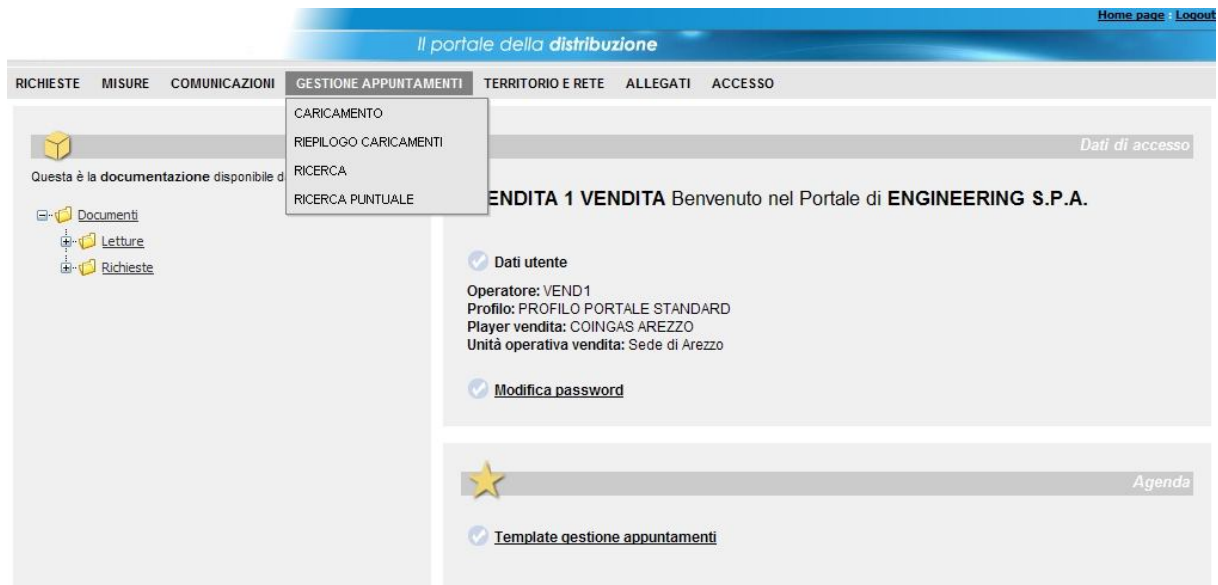 Home page : Logout
Il portale della distribuzione
RICHIESTE MISURE COMUNICAZIONI GESTIONE APPUNTAMENTI TERRITORIO E RETE ALLEGATI ACCESSO
CARICAMENTO
RIEPILOGO CARICAMENTI
RICERCA
RICERCA PUNTUALE
Questa è la documentazione disponibile
Documenti
Letture
Richieste
Dati di accesso
ENDITA 1 VENDITA Benvenuto nel Portale di ENGINEERING S.P.A.
Dati utente
Operatore: VEND1
Profilo: PROFILO PORTALE STANDARD
Player vendita: COINGAS AREZZO
Unità operativa vendita: Sede di Arezzo
Modifica password
Agenda
Template gestione appuntamenti